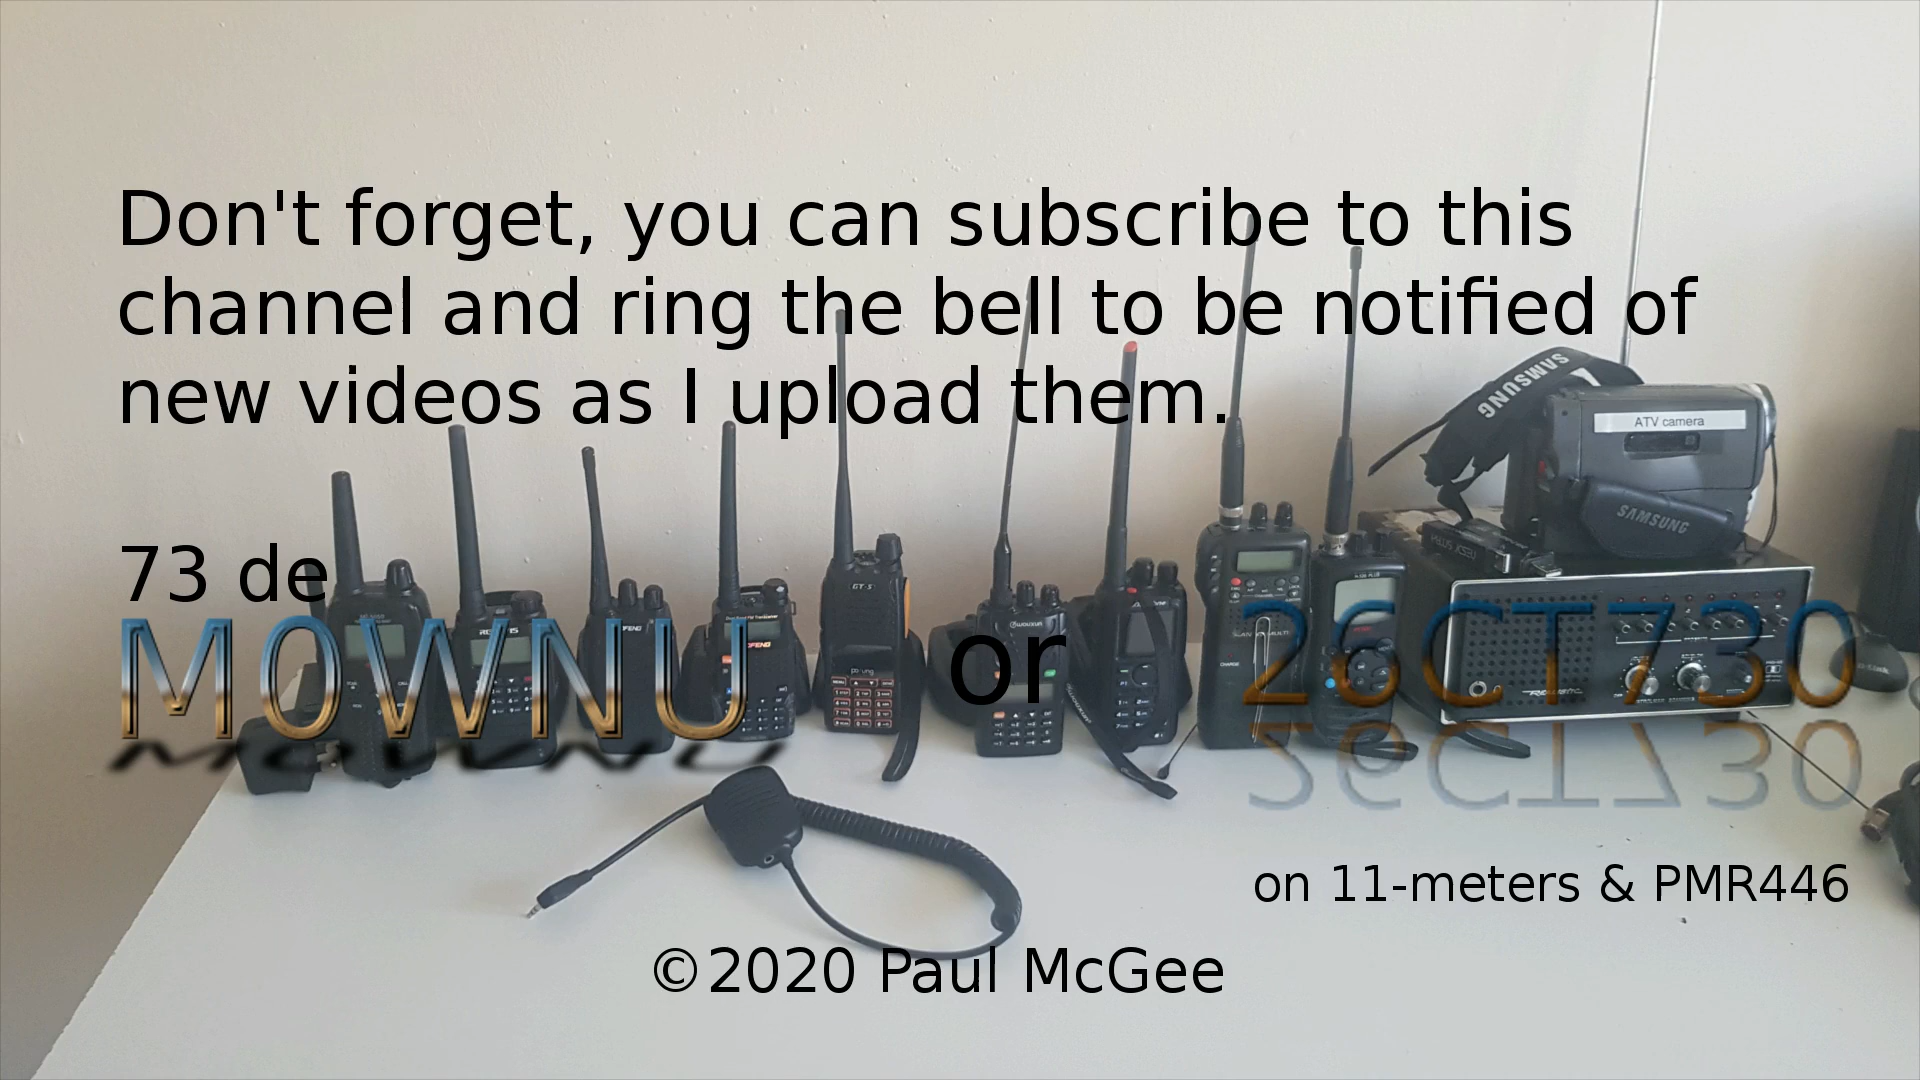 Don't forget, you can subscribe to this
channel and ring the bell to be notified of
new videos as I upload them.
SAMSUNG
ATV camera
SAMSUNG
73 de
GT-5
M0WNU
or
26CT730
WOUXUN
CHARGE
on 11-meters & PMR446
©2020 Paul McGee